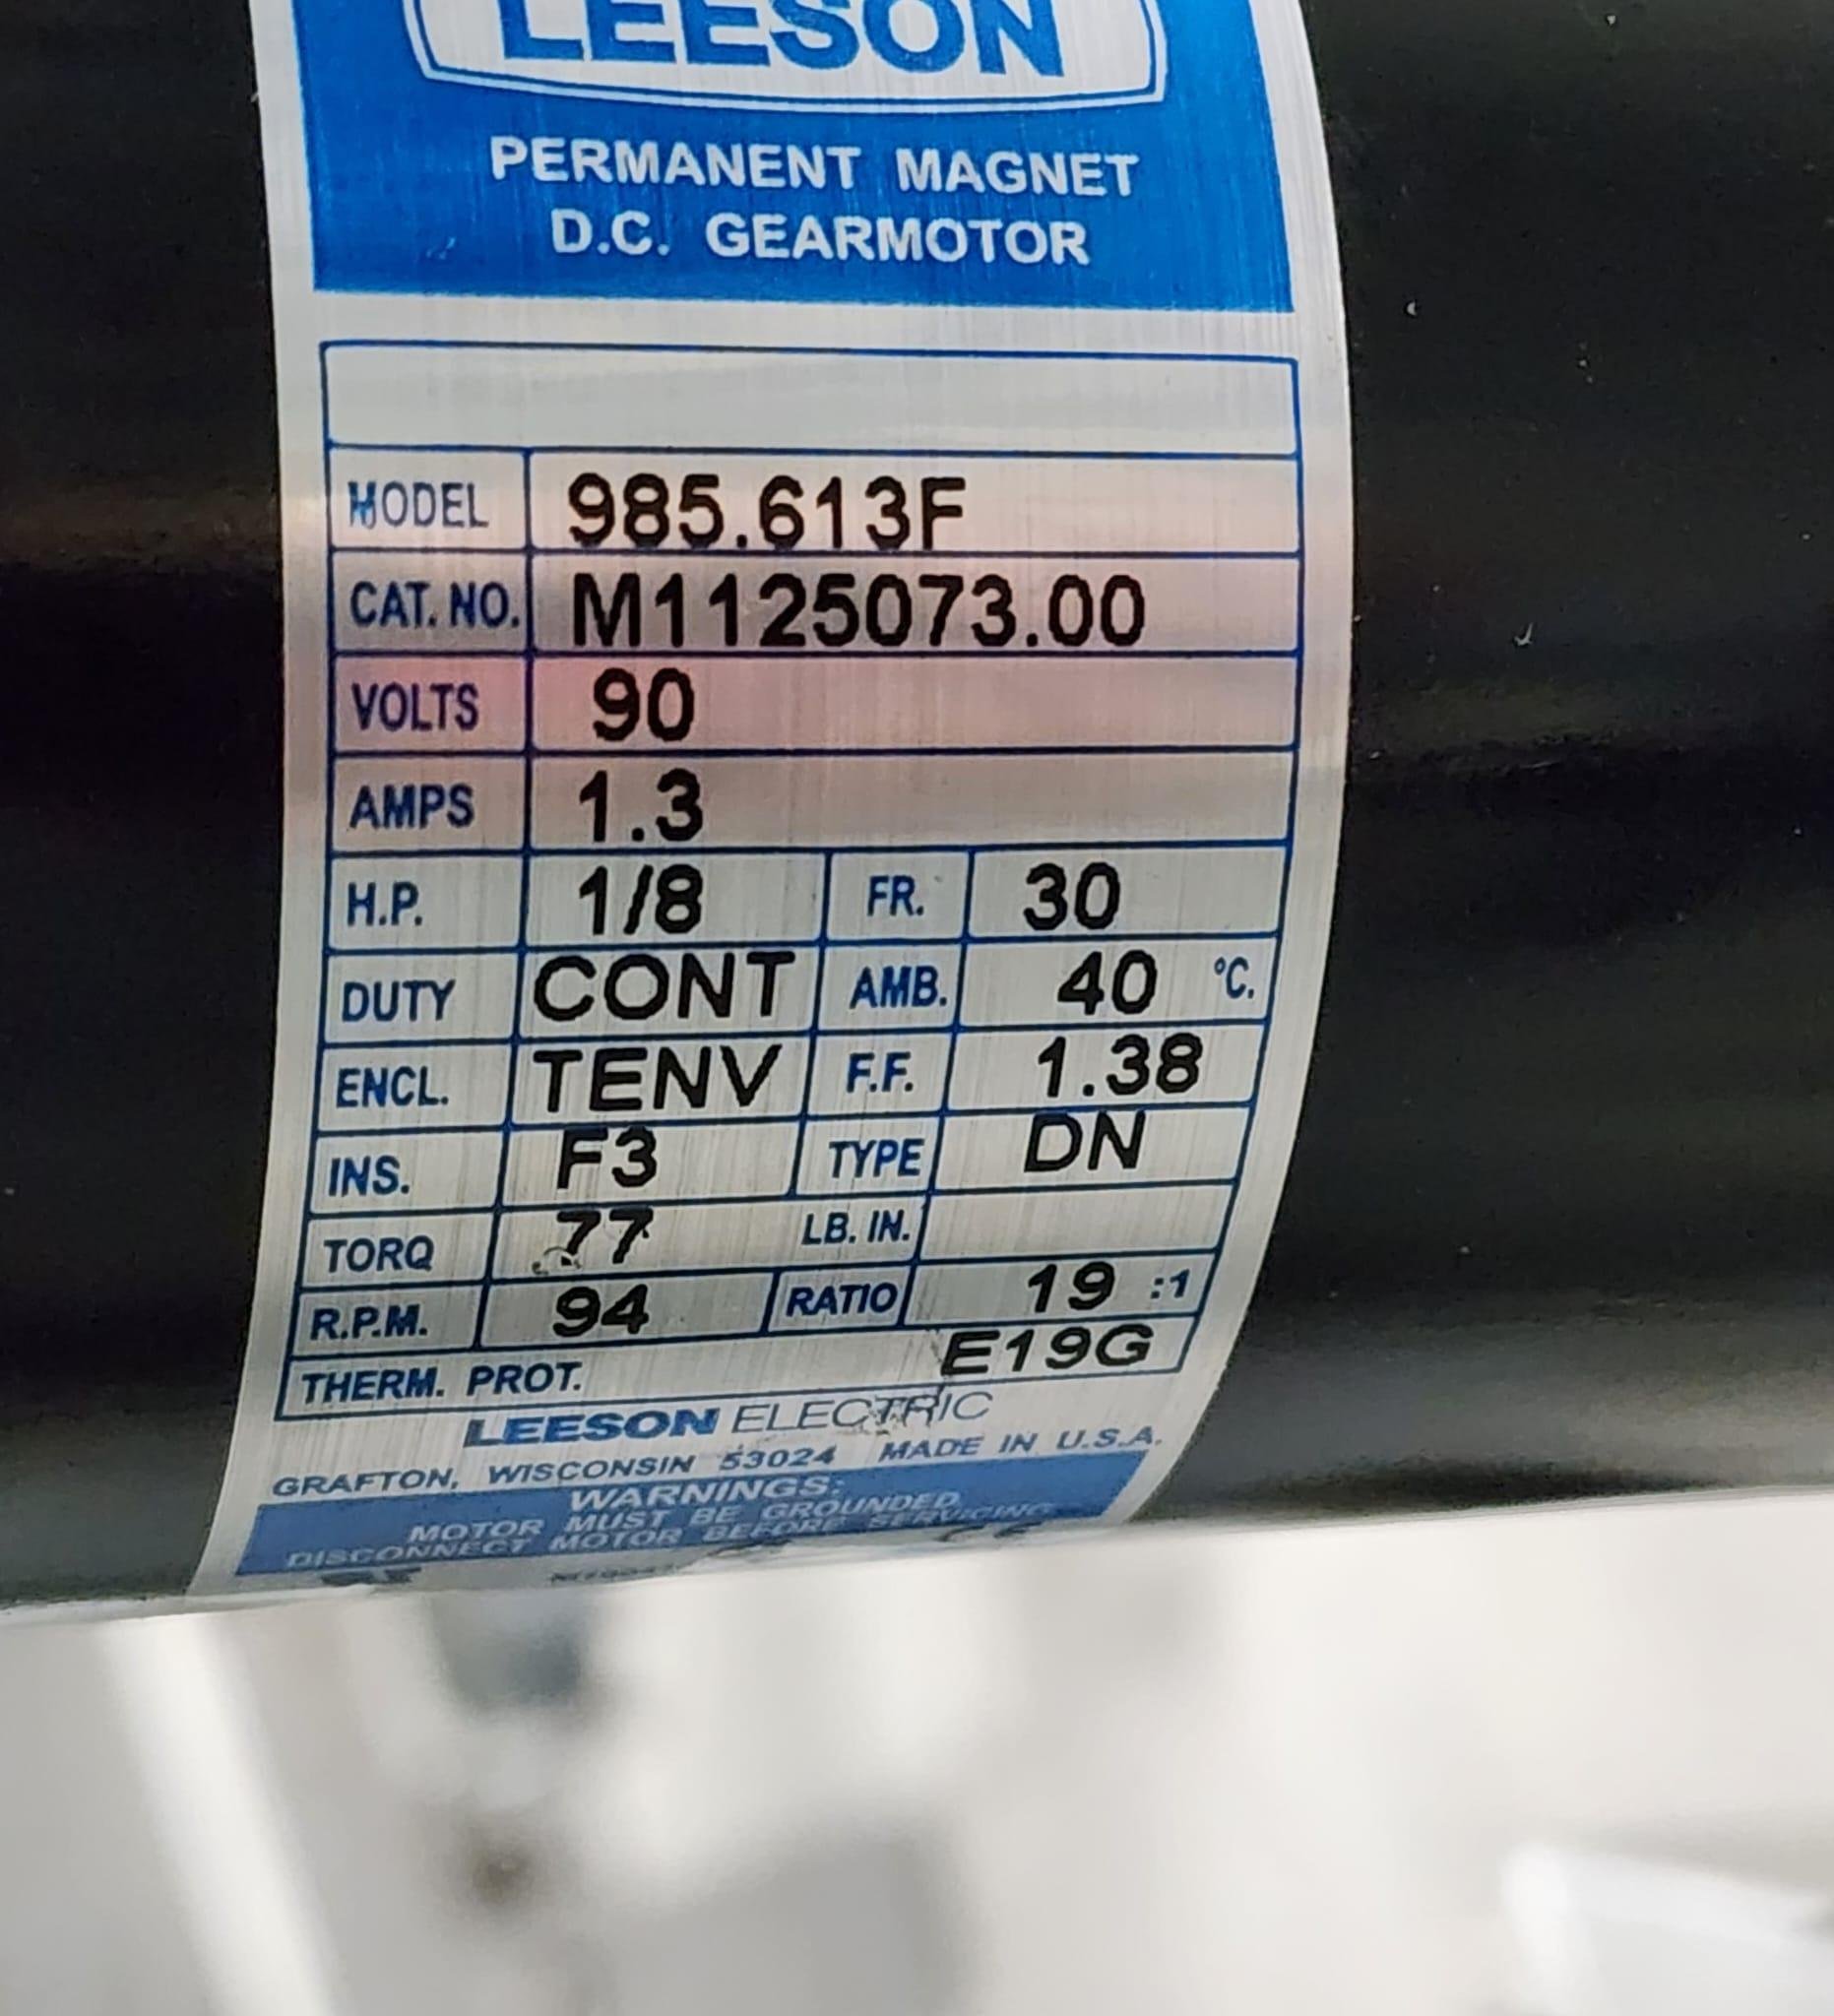 LEESON
PERMANENT MAGNET
D.C. GEARMOTOR
MODEL 985.613F
CAT. NO. M1125073.00
VOLTS 90
AMPS 1.3
H.P. 1/8 FR. 30
DUTY CONT AMB. 40 °C.
ENCL. TENV F.F. 1.38
INS. F3 TYPE DN
TORQ 77 LB. IN.
R.P.M. 94 RATIO 19 :1
THERM. PROT. E19G
LEESON ELECTRIC
GRAFTON, WISCONSIN 53024 MADE IN U.S.A.
WARNINGS:
MOTOR MUST BE GROUNDED
DISCONNECT MOTOR BEFORE SERVICING